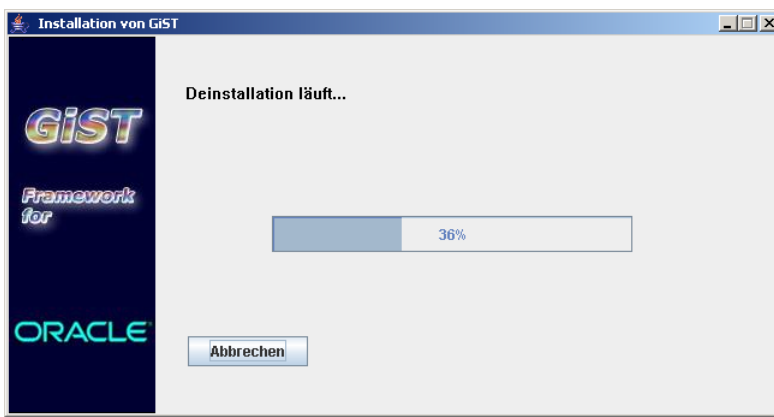 Installation von GiST
Deinstallation läuft...
GiST
Framework
for
36%
ORACLE
Abbrechen